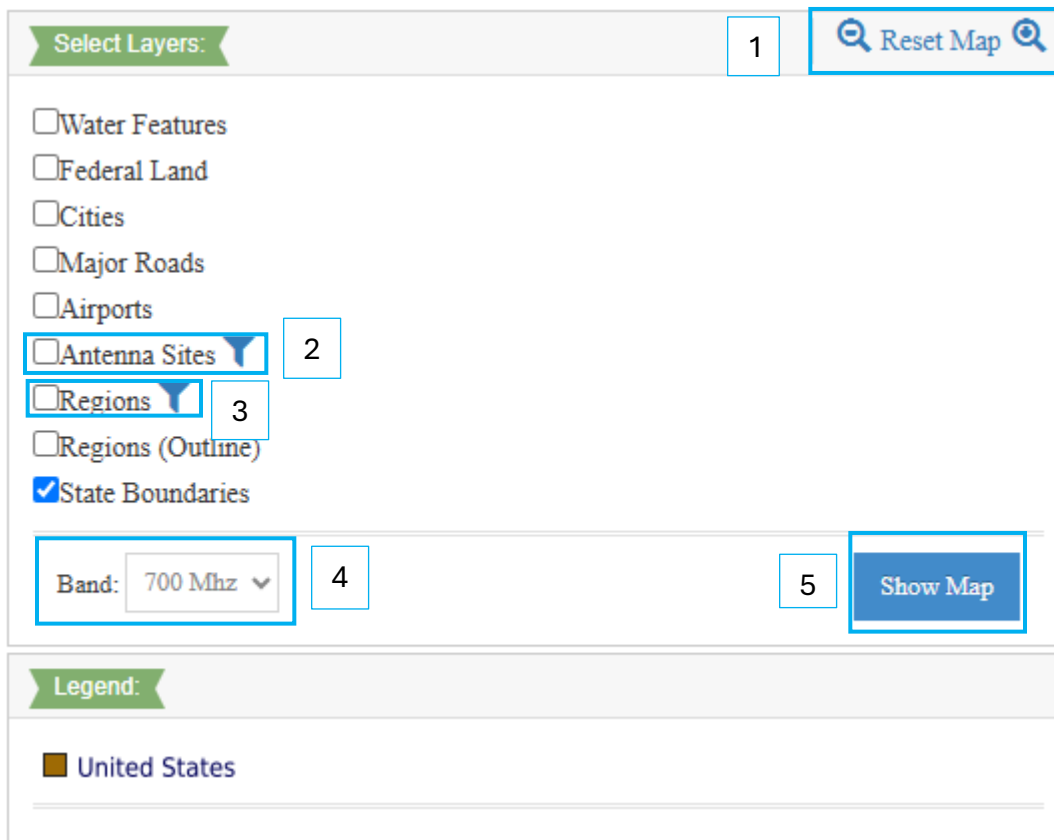 Select Layers:
1
Reset Map
Water Features
Federal Land
Cities
Major Roads
Airports
Antenna Sites
2
Regions
3
Regions (Outline)
State Boundaries
Band: 700 Mhz
4
5
Show Map
Legend:
United States